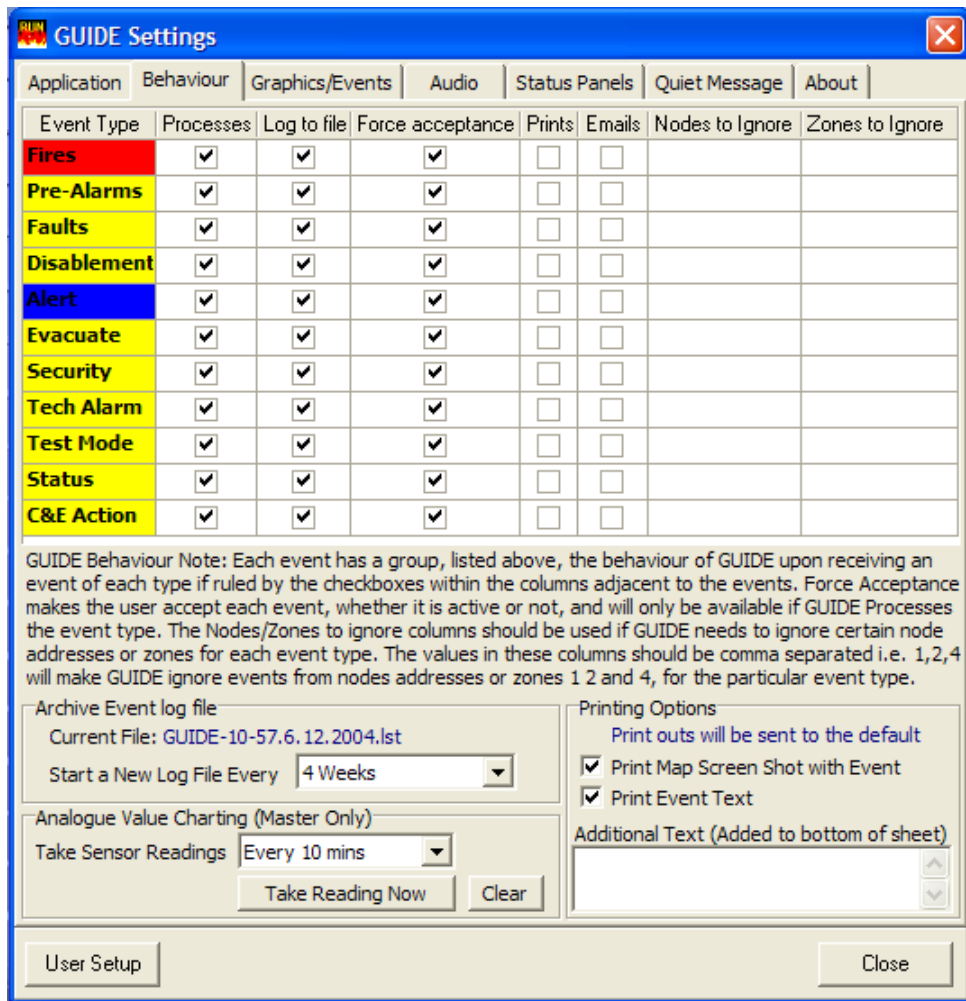 RUN
GUIDE Settings
Application Behaviour Graphics/Events Audio Status Panels Quiet Message About
Event Type Processes Log to file Force acceptance Prints Emails Nodes to Ignore Zones to Ignore
Fires
Pre-Alarms
Faults
Disablement
Alert
Evacuate
Security
Tech Alarm
Test Mode
Status
C&E Action
GUIDE Behaviour Note: Each event has a group, listed above, the behaviour of GUIDE upon receiving an
event of each type if ruled by the checkboxes within the columns adjacent to the events. Force Acceptance
makes the user accept each event, whether it is active or not, and will only be available if GUIDE Processes
the event type. The Nodes/Zones to ignore columns should be used if GUIDE needs to ignore certain node
addresses or zones for each event type. The values in these columns should be comma separated i.e. 1,2,4
will make GUIDE ignore events from nodes addresses or zones 1 2 and 4, for the particular event type.
Archive Event log file
Current File: GUIDE-10-57.6.12.2004.lst
Start a New Log File Every 4 Weeks
Analogue Value Charting (Master Only)
Take Sensor Readings Every 10 mins
Take Reading Now Clear
Printing Options
Print outs will be sent to the default
Print Map Screen Shot with Event
Print Event Text
Additional Text (Added to bottom of sheet)
User Setup Close